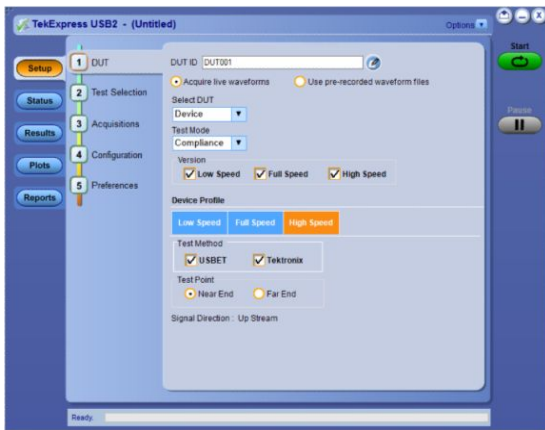 TekExpress USB2 - (Untitled)
Options
Setup
Status
Results
Plots
Reports
1 DUT
2 Test Selection
3 Acquisitions
4 Configuration
5 Preferences
DUT ID DUT001
Acquire live waveforms Use pre-recorded waveform files
Select DUT
Device
Test Mode
Compliance
Version
Low Speed Full Speed High Speed
Device Profile
Low Speed Full Speed High Speed
Test Method
USBET Tektronix
Test Point
Near End Far End
Signal Direction : Up Stream
Start
Pause
Ready.